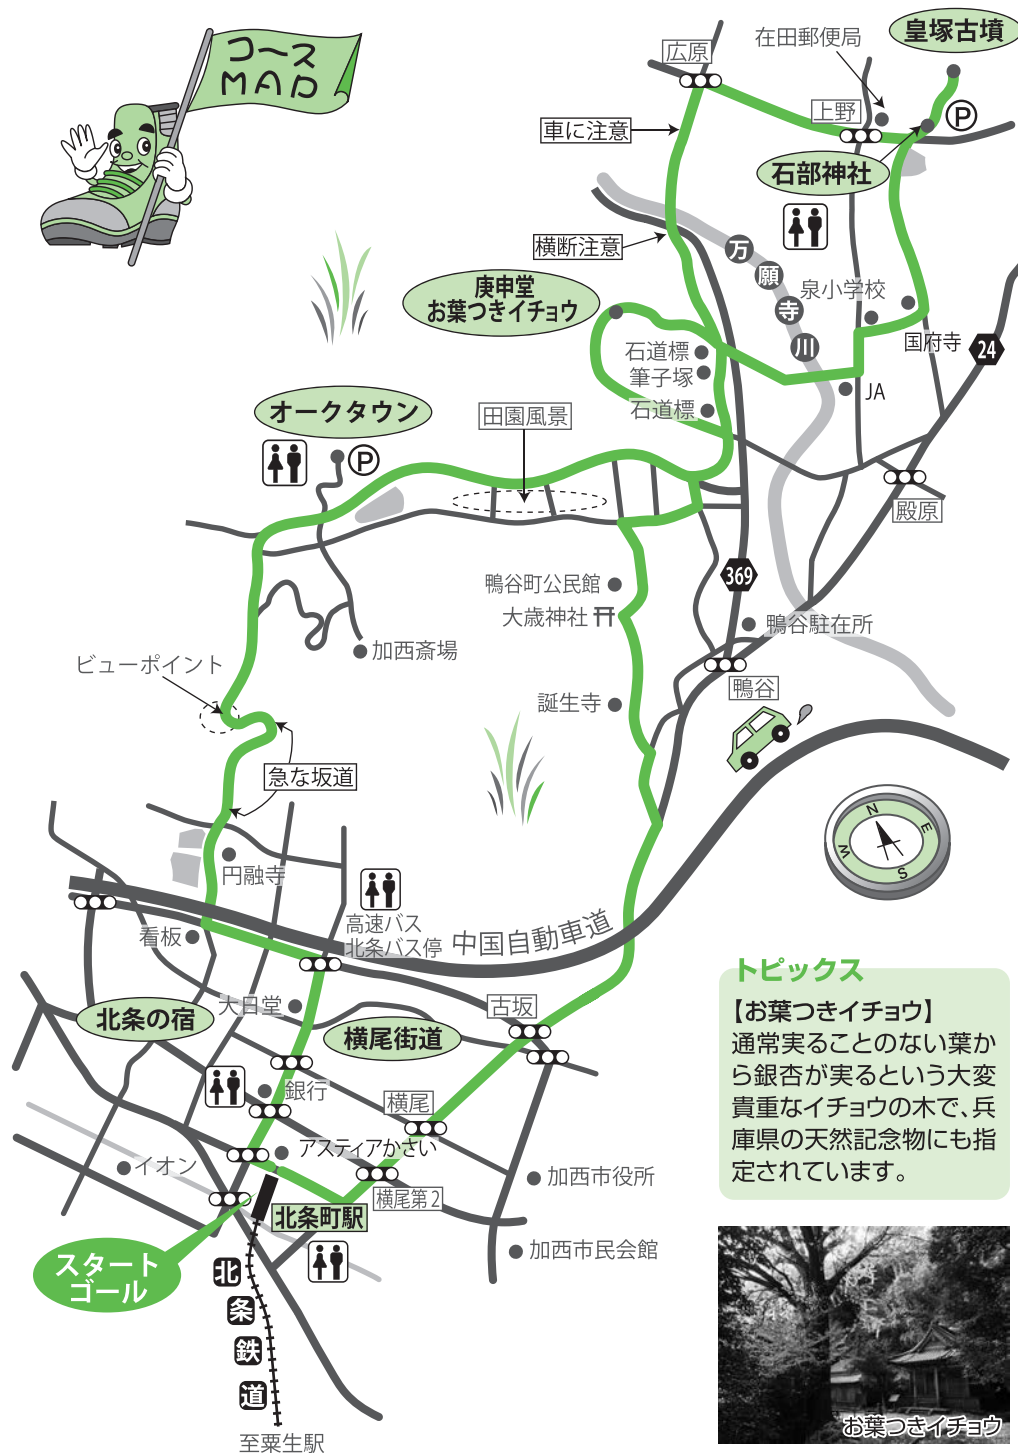 コース
MAP
皇塚古墳
在田郵便局
広原
上野
P
車に注意
石部神社
横断注意
万願寺川
庚申堂
お葉つきイチョウ
泉小学校
国府寺
24
石道標
筆子塚
石道標
JA
オークタウン
P
田園風景
殿原
鴨谷町公民館
369
大歳神社
鴨谷駐在所
加西斎場
ビューポイント
鴨谷
誕生寺
急な坂道
N
E
W
S
円融寺
高速バス
北条バス停
中国自動車道
看板
大日堂
古坂
北条の宿
横尾街道
銀行
横尾
アスティアかさい
イオン
加西市役所
横尾第2
北条町駅
加西市民会館
スタート
ゴール
北条鉄道
至粟生駅
トピックス
【お葉つきイチョウ】
通常実ることのない葉か
ら銀杏が実るという大変
貴重なイチョウの木で、兵
庫県の天然記念物にも指
定されています。
お葉つきイチョウ